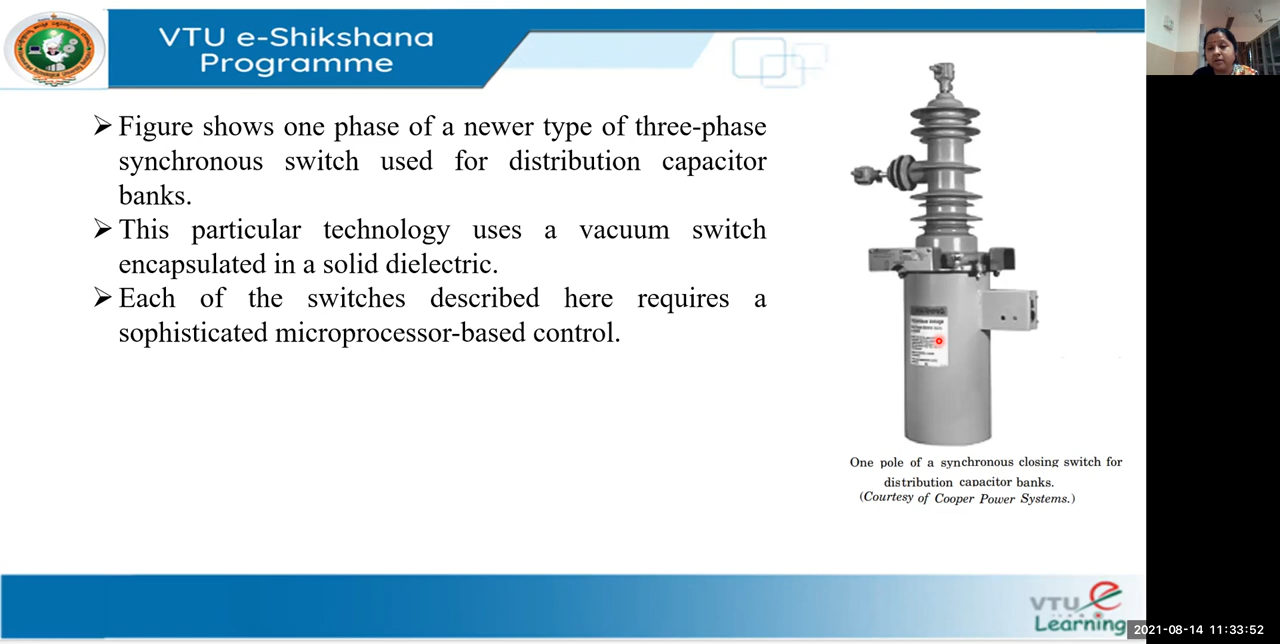 VTU e-Shikshana
Programme
➢ Figure shows one phase of a newer type of three-phase
synchronous switch used for distribution capacitor
banks.
➢ This particular technology uses a vacuum switch
encapsulated in a solid dielectric.
➢ Each of the switches described here requires a
sophisticated microprocessor-based control.
One pole of a synchronous closing switch for
distribution capacitor banks.
(Courtesy of Cooper Power Systems.)
VTU e
Learning
2021-08-14 11:33:52